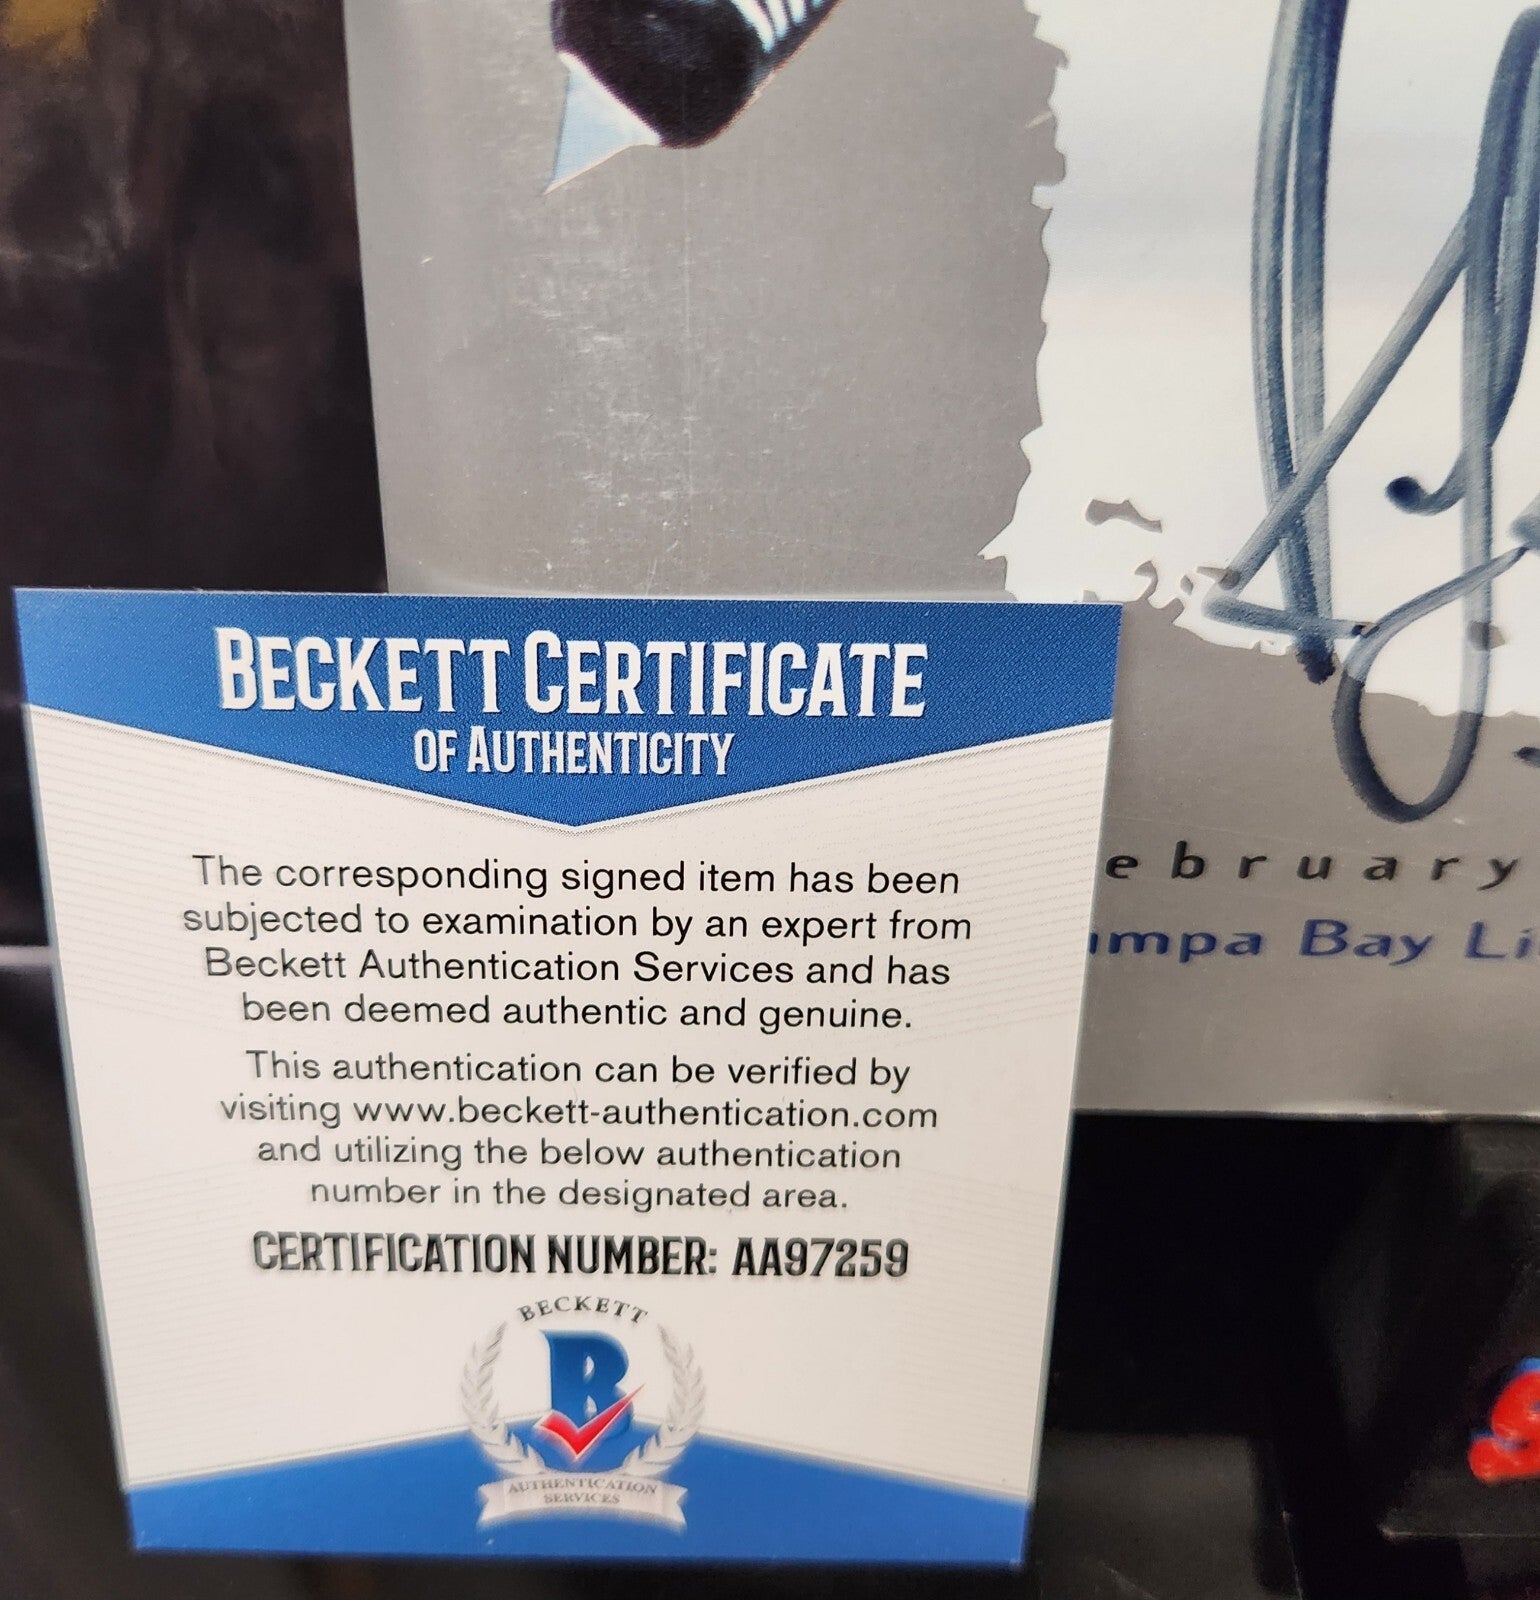 BECKETT CERTIFICATE
OF AUTHENTICITY
The corresponding signed item has been
subjected to examination by an expert from
Beckett Authentication Services and has
been deemed authentic and genuine.
This authentication can be verified by
visiting www.beckett-authentication.com
and utilizing the below authentication
number in the designated area.
CERTIFICATION NUMBER: AA97259
BECKETT
B
AUTHENTICATION
SERVICES
ebruary
mpa Bay Li